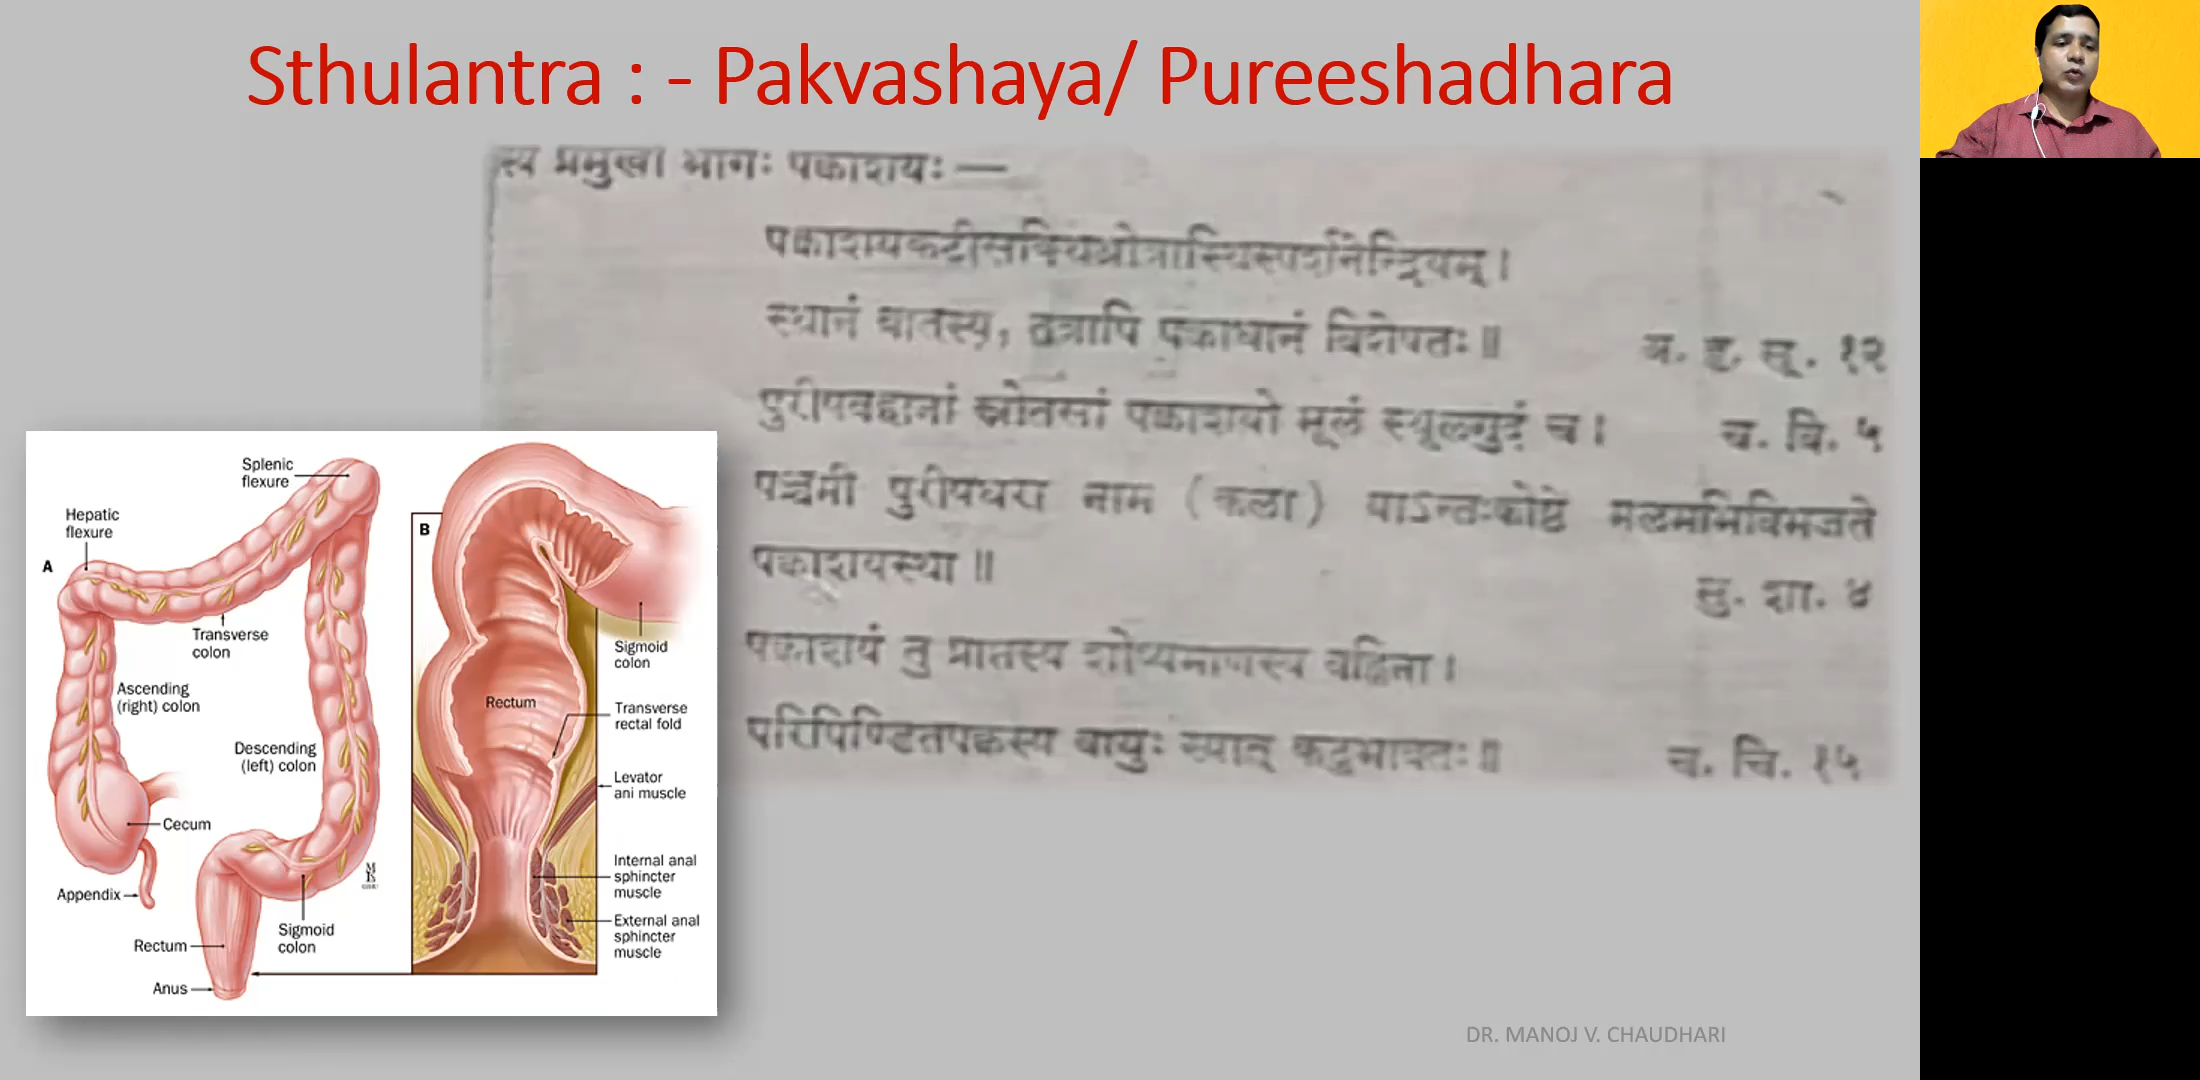 Sthulantra : - Pakvashaya/ Pureeshadhara
स्य प्रमुखो भागः पक्वाशयः —
पक्वाशयकटीसक्थिश्रोत्रास्थिस्पर्शनेन्द्रियम् ।
स्थानं वातस्य, तत्रापि पक्वाधानं विशेषतः ॥ अ. हृ. सू. १२
पुरीषवहानां स्रोतसां पक्वाशयो मूलं स्थूलगुदं च । च. वि. ५
पञ्चमी पुरीषधरा नाम ( कला ) याऽन्तःकोष्ठे मलमभिविभजते
पक्वाशयस्था ॥ सु. शा. ४
पक्वाशयं तु प्राप्तस्य शोष्यमाणस्य वह्निना ।
परिपिण्डितपक्वस्य वायुः स्यात् कटुभावतः ॥ च. चि. १५
A
Splenic
flexure
Hepatic
flexure
Transverse
colon
Ascending
(right) colon
Descending
(left) colon
Cecum
Appendix
Sigmoid
colon
Rectum
Anus
B
Sigmoid
colon
Rectum
Transverse
rectal fold
Levator
ani muscle
Internal anal
sphincter
muscle
External anal
sphincter
muscle
DR. MANOJ V. CHAUDHARI